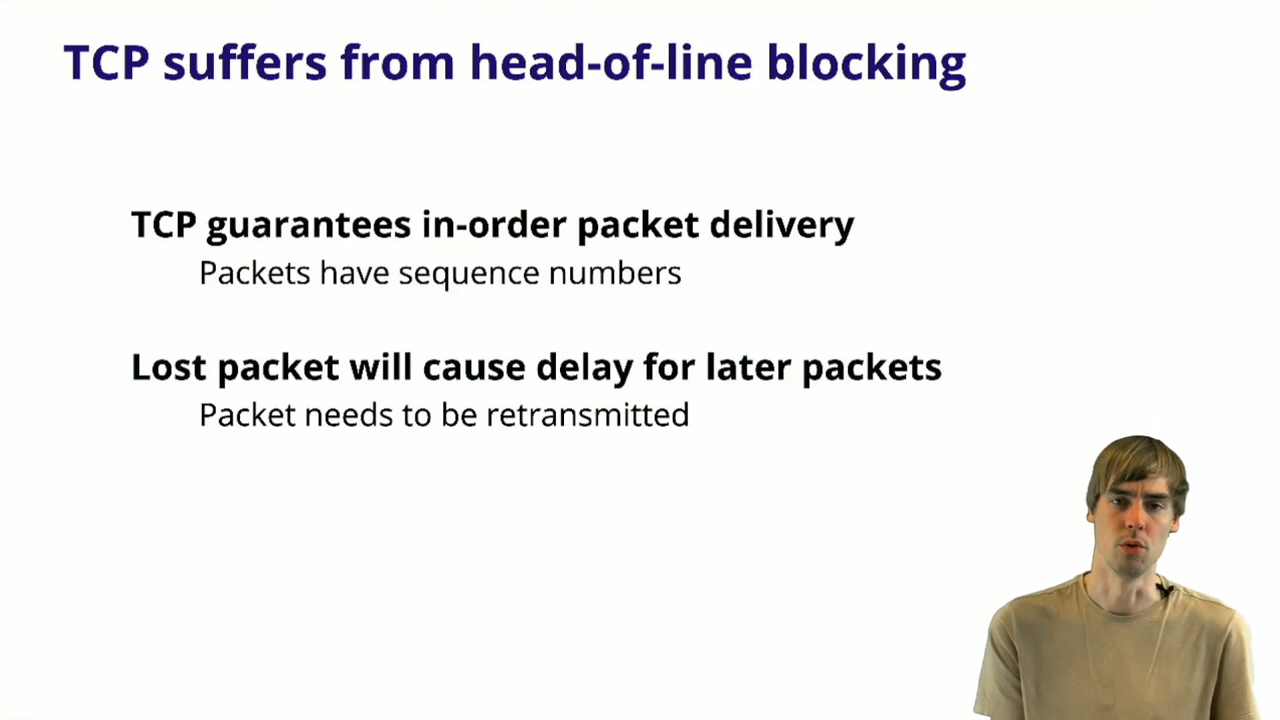 TCP suffers from head-of-line blocking
TCP guarantees in-order packet delivery
Packets have sequence numbers
Lost packet will cause delay for later packets
Packet needs to be retransmitted